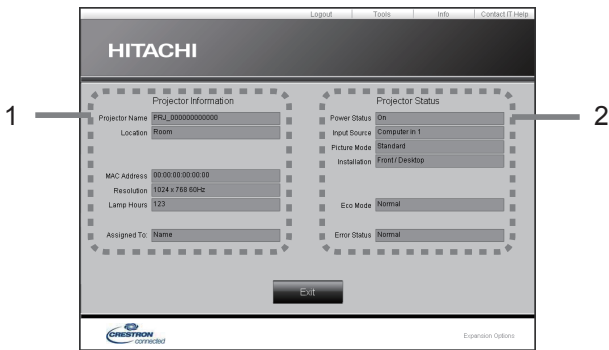 Logout Tools Info Contact IT Help
HITACHI
1
Projector Information
Projector Name PRJ_000000000000
Location Room
MAC Address 00:00:00:00:00:00
Resolution 1024 x 768 60Hz
Lamp Hours 123
Assigned To: Name
2
Projector Status
Power Status On
Input Source Computer in 1
Picture Mode Standard
Installation Front / Desktop
Eco Mode Normal
Error Status Normal
Exit
CRESTRON
connected
Expansion Options